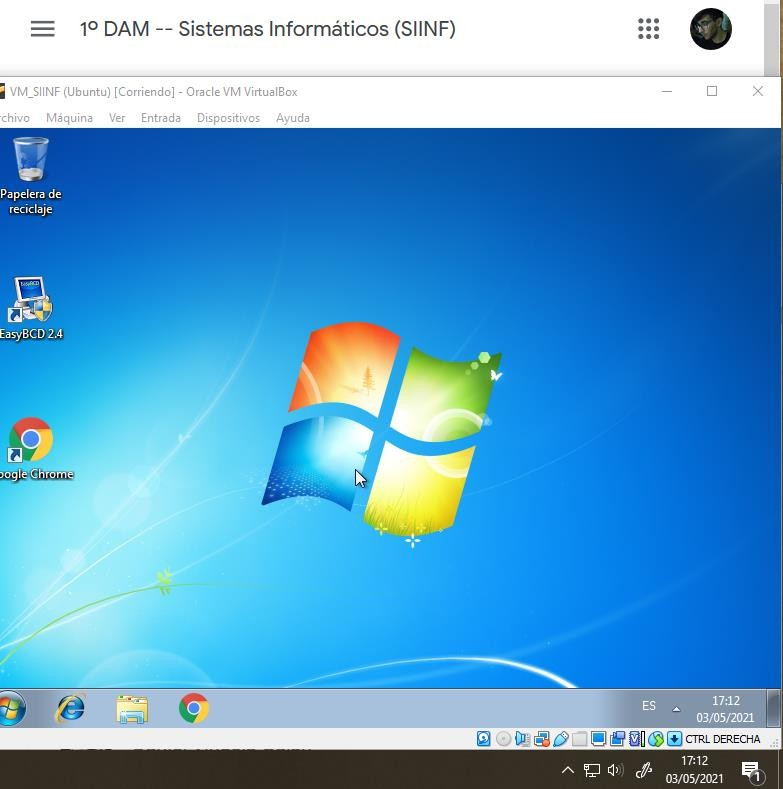 1º DAM -- Sistemas Informáticos (SIINF)
VM_SIINF (Ubuntu) [Corriendo] - Oracle VM VirtualBox
rchivo Máquina Ver Entrada Dispositivos Ayuda
Papelera de
reciclaje
EasyBCD 2.4
oogle Chrome
ES
17:12
03/05/2021
CTRL DERECHA
17:12
03/05/2021
1